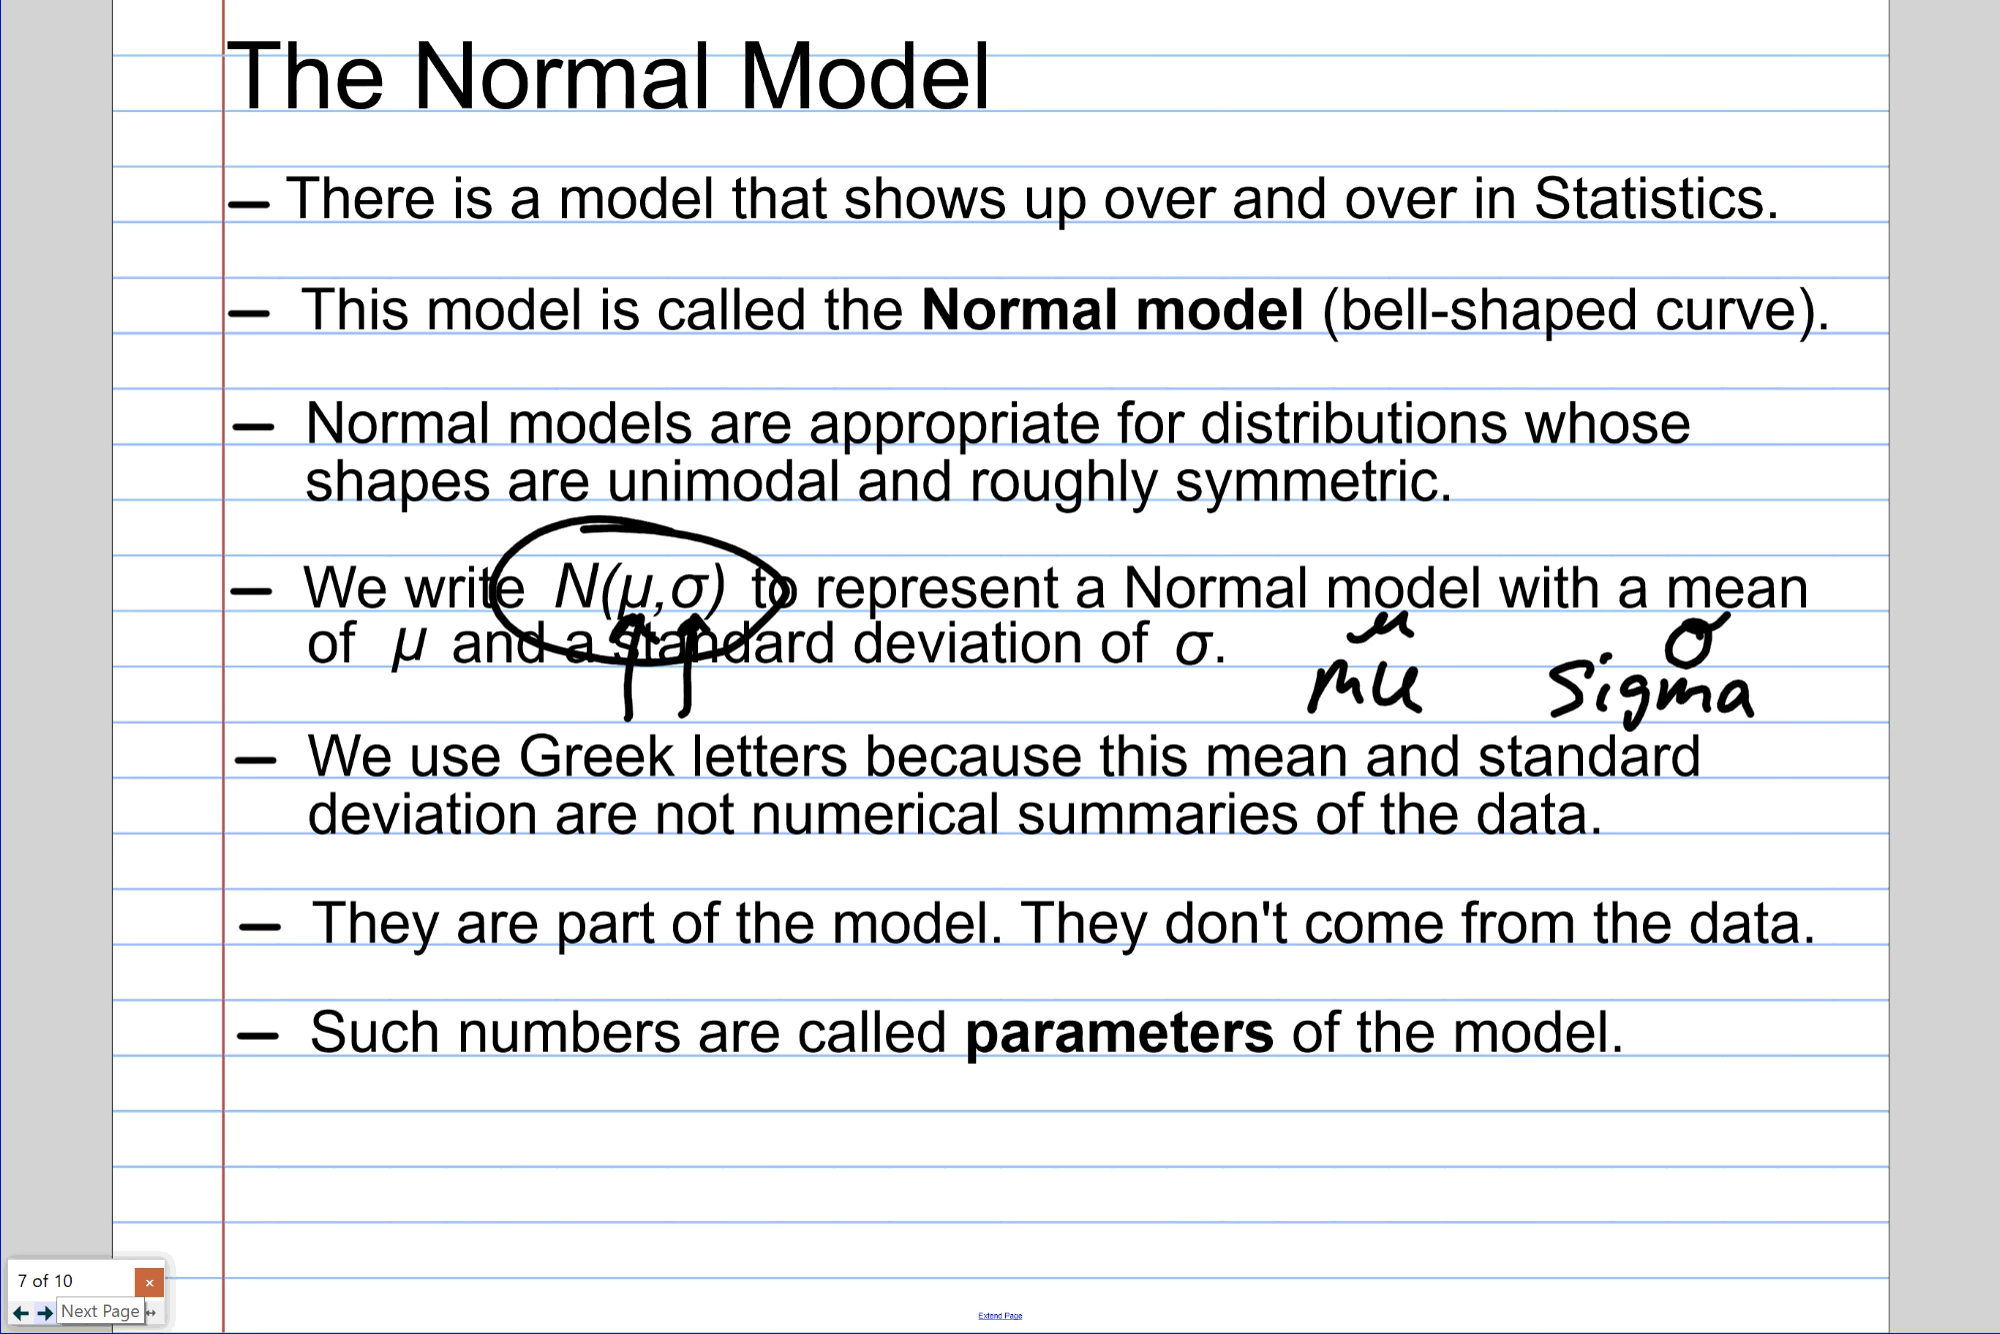 The Normal Model
— There is a model that shows up over and over in Statistics.
— This model is called the Normal model (bell-shaped curve).
— Normal models are appropriate for distributions whose
shapes are unimodal and roughly symmetric.
— We write N(μ,σ) to represent a Normal model with a mean
of μ and a standard deviation of σ.
μ σ
mu sigma
— We use Greek letters because this mean and standard
deviation are not numerical summaries of the data.
— They are part of the model. They don't come from the data.
— Such numbers are called parameters of the model.
7 of 10
Next Page
Extend Page